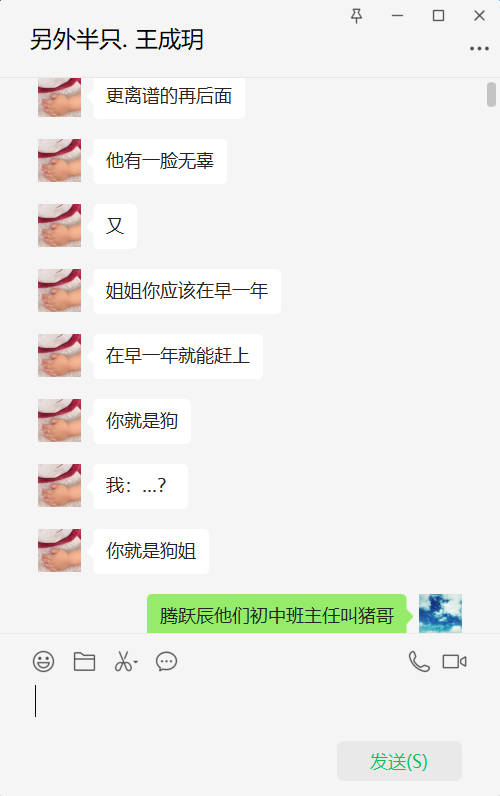 另外半只. 王成玥
更离谱的再后面
他有一脸无辜
又
姐姐你应该在早一年
在早一年就能赶上
你就是狗
我：...？
你就是狗姐
腾跃辰他们初中班主任叫猪哥
发送(S)